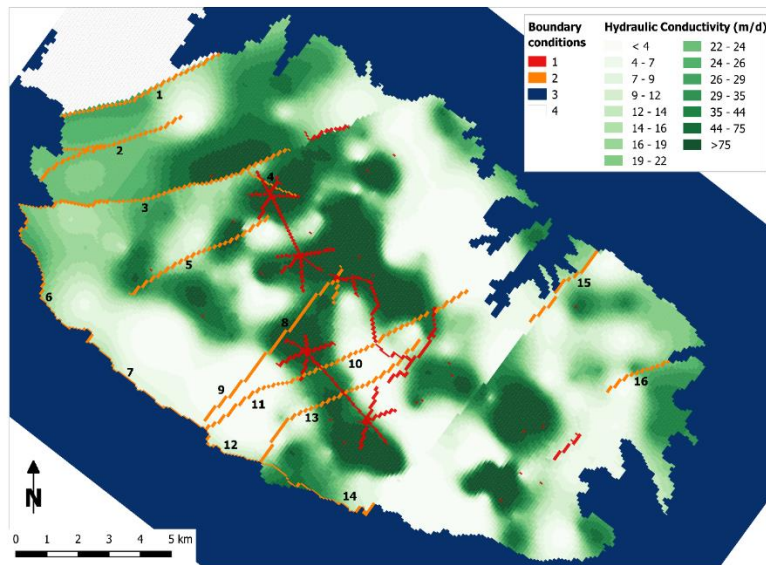 Boundary
conditions
1
2
3
4
Hydraulic Conductivity (m/d)
< 4
4 - 7
7 - 9
9 - 12
12 - 14
14 - 16
16 - 19
19 - 22
22 - 24
24 - 26
26 - 29
29 - 35
35 - 44
44 - 75
>75
1
2
3
4
5
6
7
8
9
10
11
12
13
14
15
16
N
0 1 2 3 4 5 km